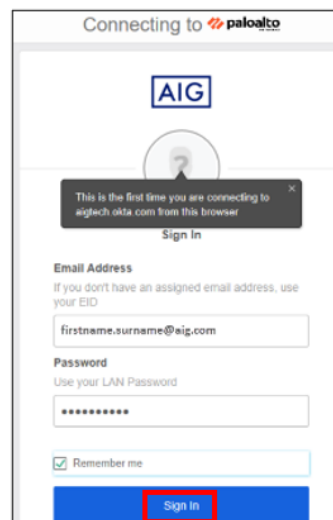 Connecting to paloalto
AIG
?
This is the first time you are connecting to
aigtech.okta.com from this browser
×
Sign In
Email Address
If you don't have an assigned email address, use
your EID
firstname.surname@aig.com
Password
Use your LAN Password
••••••••••
Remember me
Sign In